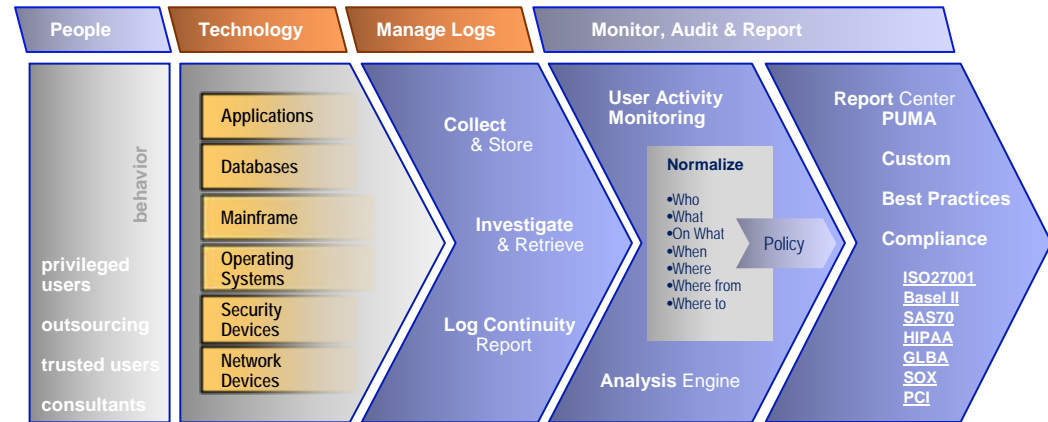 People
Technology
Manage Logs
Monitor, Audit & Report
behavior
privileged
users
outsourcing
trusted users
consultants
Applications
Databases
Mainframe
Operating
Systems
Security
Devices
Network
Devices
Collect
& Store
Investigate
& Retrieve
Log Continuity
Report
User Activity
Monitoring
Normalize
•Who
•What
•On What
•When
•Where
•Where from
•Where to
Policy
Analysis Engine
Report Center
PUMA
Custom
Best Practices
Compliance
ISO27001
Basel II
SAS70
HIPAA
GLBA
SOX
PCI